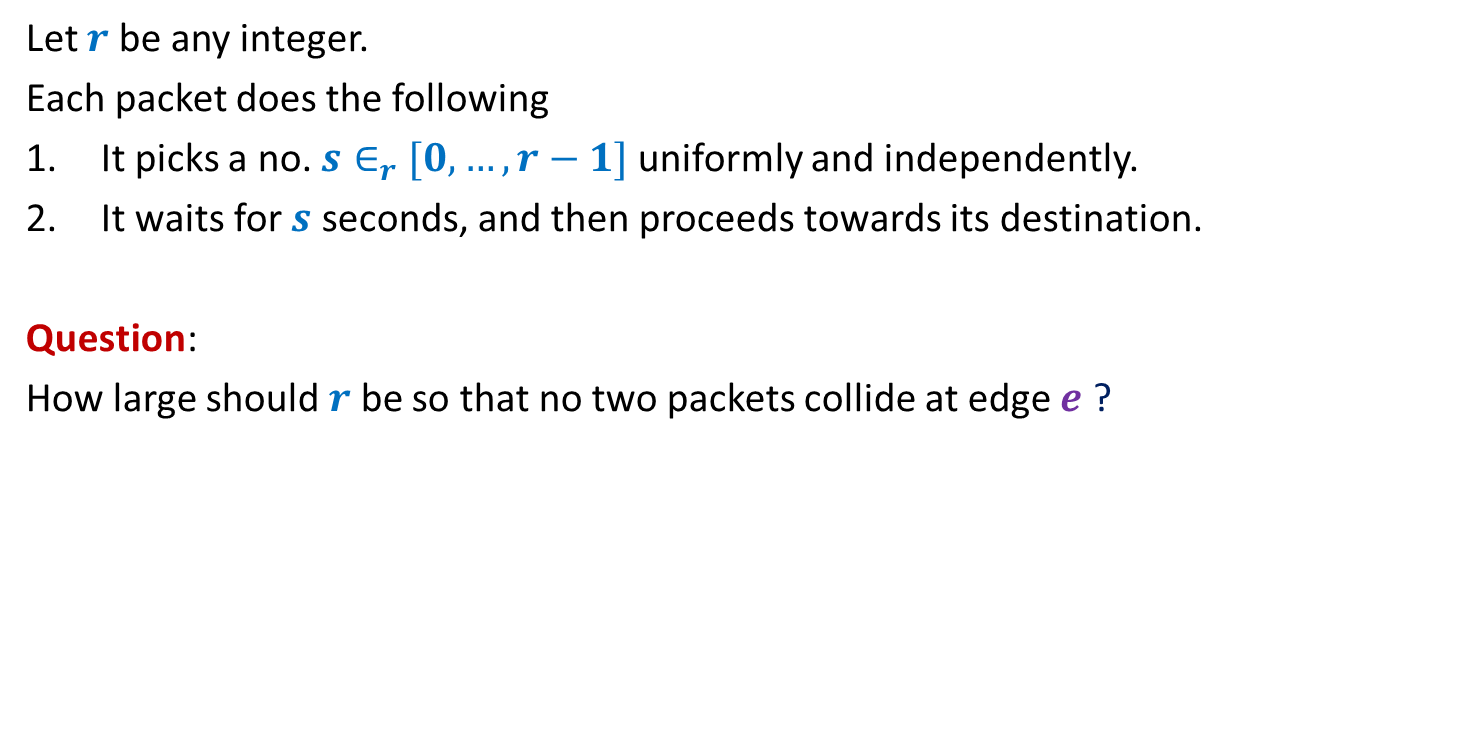 Let r be any integer.
Each packet does the following
1. It picks a no. s ∈r [0, …, r − 1] uniformly and independently.
2. It waits for s seconds, and then proceeds towards its destination.
Question:
How large should r be so that no two packets collide at edge e ?